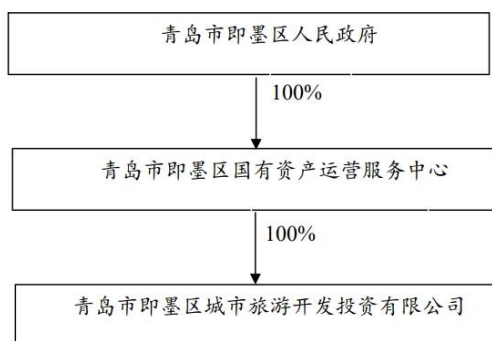 青岛市即墨区人民政府
100%
青岛市即墨区国有资产运营服务中心
100%
青岛市即墨区城市旅游开发投资有限公司